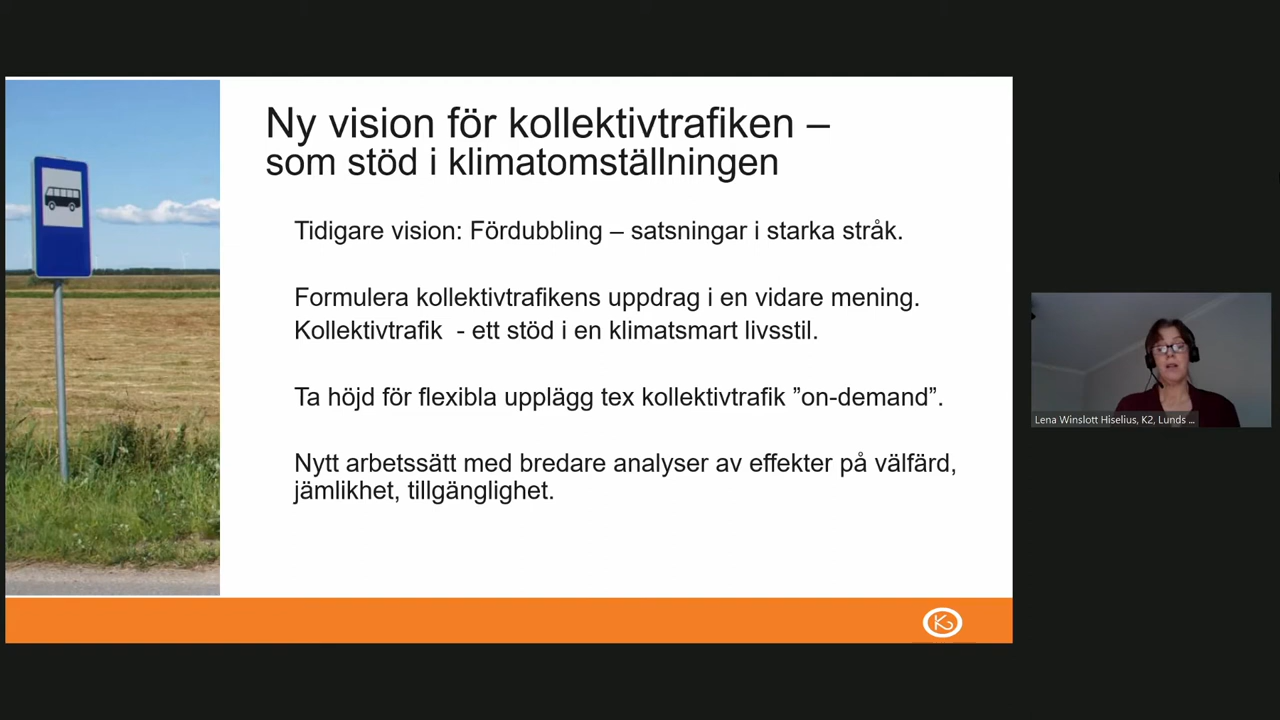 Ny vision för kollektivtrafiken –
som stöd i klimatomställningen
Tidigare vision: Fördubbling – satsningar i starka stråk.
Formulera kollektivtrafikens uppdrag i en vidare mening.
Kollektivtrafik - ett stöd i en klimatsmart livsstil.
Ta höjd för flexibla upplägg tex kollektivtrafik ”on-demand”.
Nytt arbetssätt med bredare analyser av effekter på välfärd,
jämlikhet, tillgänglighet.
Lena Winslott Hiselius, K2, Lunds ...
K2